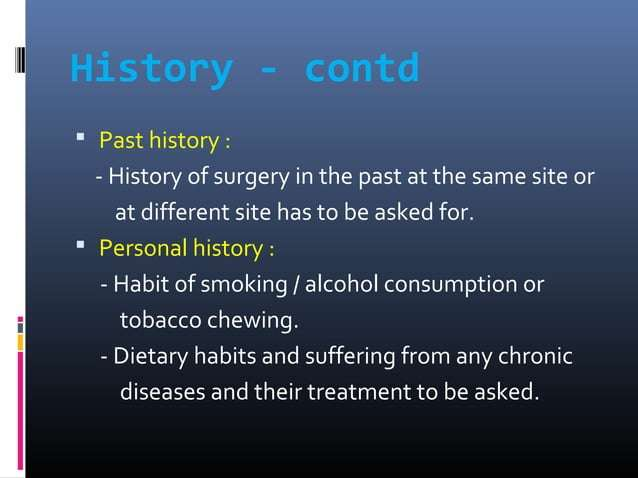 History - contd
▪ Past history :
- History of surgery in the past at the same site or
at different site has to be asked for.
▪ Personal history :
- Habit of smoking / alcohol consumption or
tobacco chewing.
- Dietary habits and suffering from any chronic
diseases and their treatment to be asked.